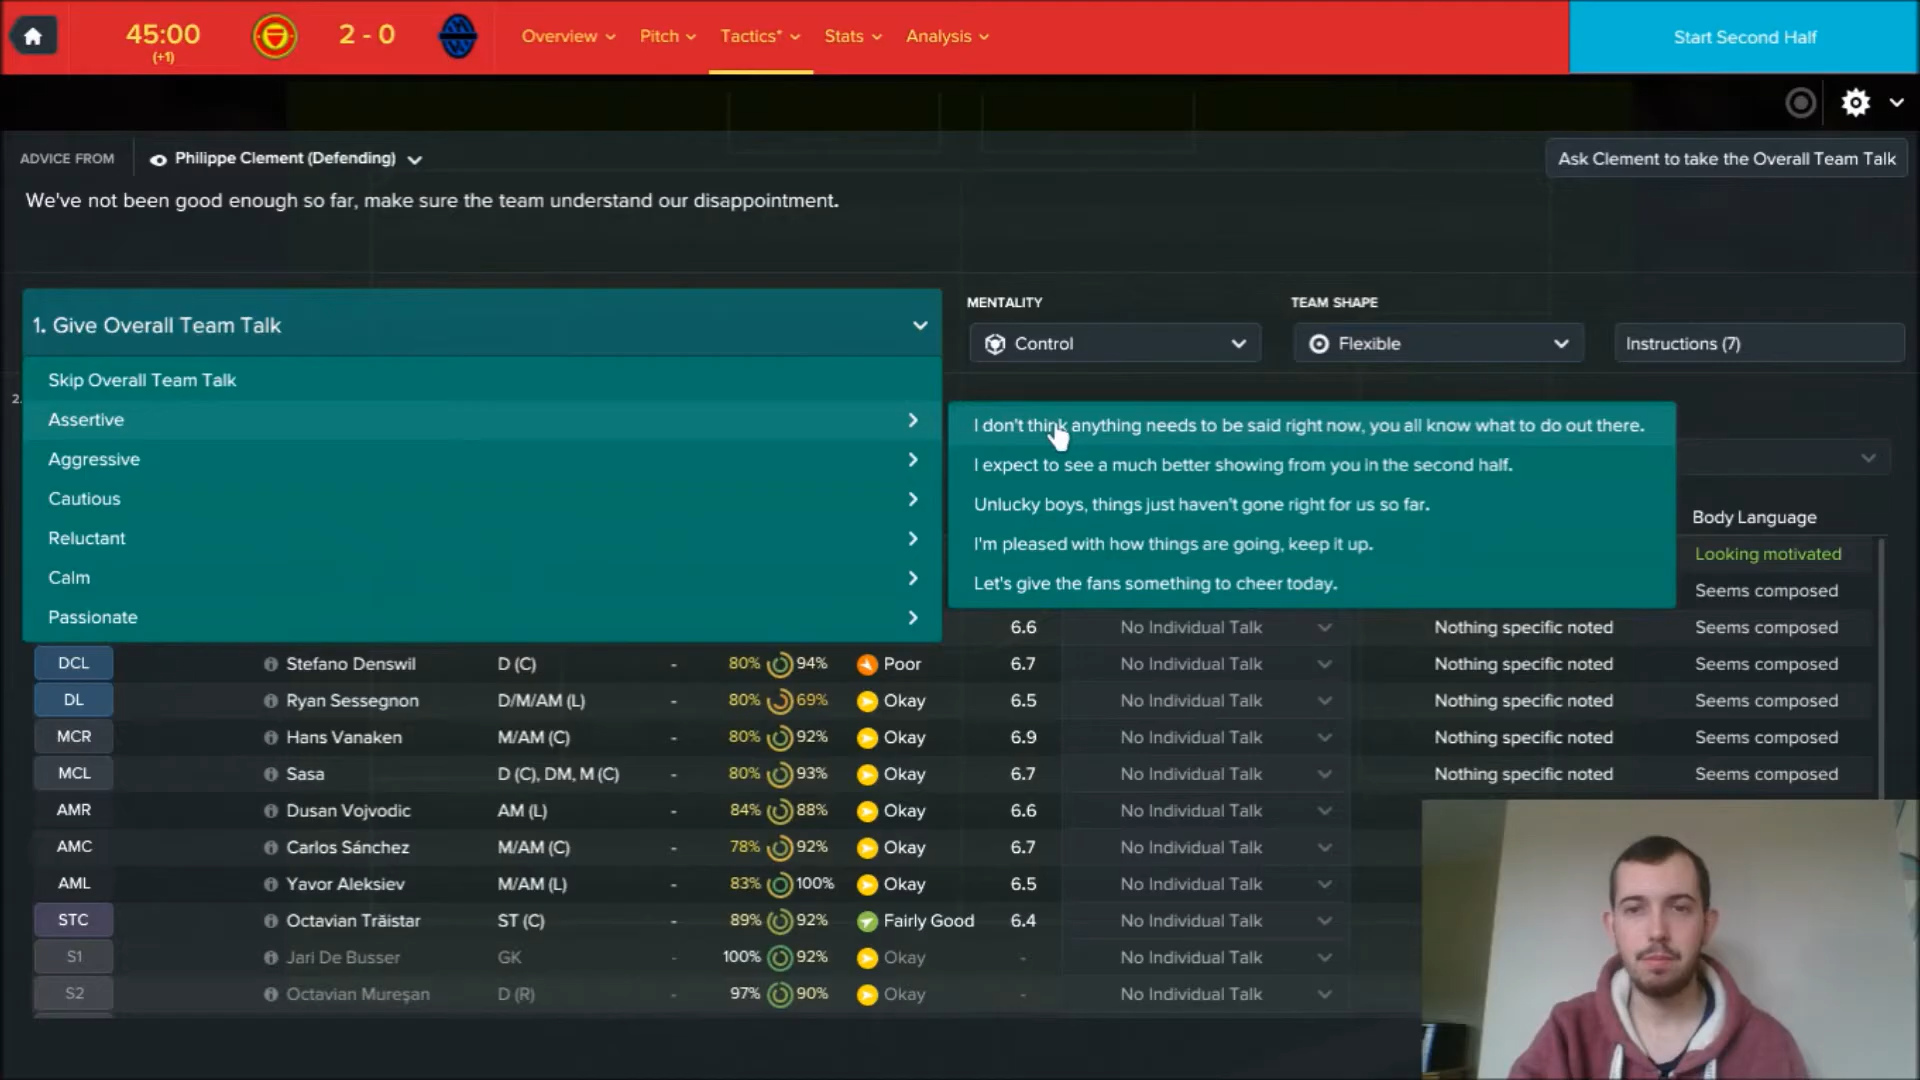 45:00 2 - 0 Overview Pitch Tactics* Stats Analysis Start Second Half
(+1)
ADVICE FROM Philippe Clement (Defending) Ask Clement to take the Overall Team Talk
We've not been good enough so far, make sure the team understand our disappointment.
MENTALITY TEAM SHAPE
1. Give Overall Team Talk Control Flexible Instructions (7)
Skip Overall Team Talk
2.
Assertive I don't think anything needs to be said right now, you all know what to do out there.
Aggressive I expect to see a much better showing from you in the second half.
Cautious Unlucky boys, things just haven't gone right for us so far.
Body Language
Reluctant I'm pleased with how things are going, keep it up. Looking motivated
Calm Let's give the fans something to cheer today. Seems composed
Passionate 6.6 No Individual Talk Nothing specific noted Seems composed
DCL Stefano Denswil D (C) - 80% 94% Poor 6.7 No Individual Talk Nothing specific noted Seems composed
DL Ryan Sessegnon D/M/AM (L) - 80% 69% Okay 6.5 No Individual Talk Nothing specific noted Seems composed
MCR Hans Vanaken M/AM (C) - 80% 92% Okay 6.9 No Individual Talk Nothing specific noted Seems composed
MCL Sasa D (C), DM, M (C) - 80% 93% Okay 6.7 No Individual Talk Nothing specific noted Seems composed
AMR Dusan Vojvodic AM (L) - 84% 88% Okay 6.6 No Individual Talk
AMC Carlos Sánchez M/AM (C) - 78% 92% Okay 6.7 No Individual Talk
AML Yavor Aleksiev M/AM (L) - 83% 100% Okay 6.5 No Individual Talk
STC Octavian Trăistar ST (C) - 89% 92% Fairly Good 6.4 No Individual Talk
S1 Jari De Busser GK - 100% 92% Okay - No Individual Talk
S2 Octavian Mureșan D (R) - 97% 90% Okay - No Individual Talk